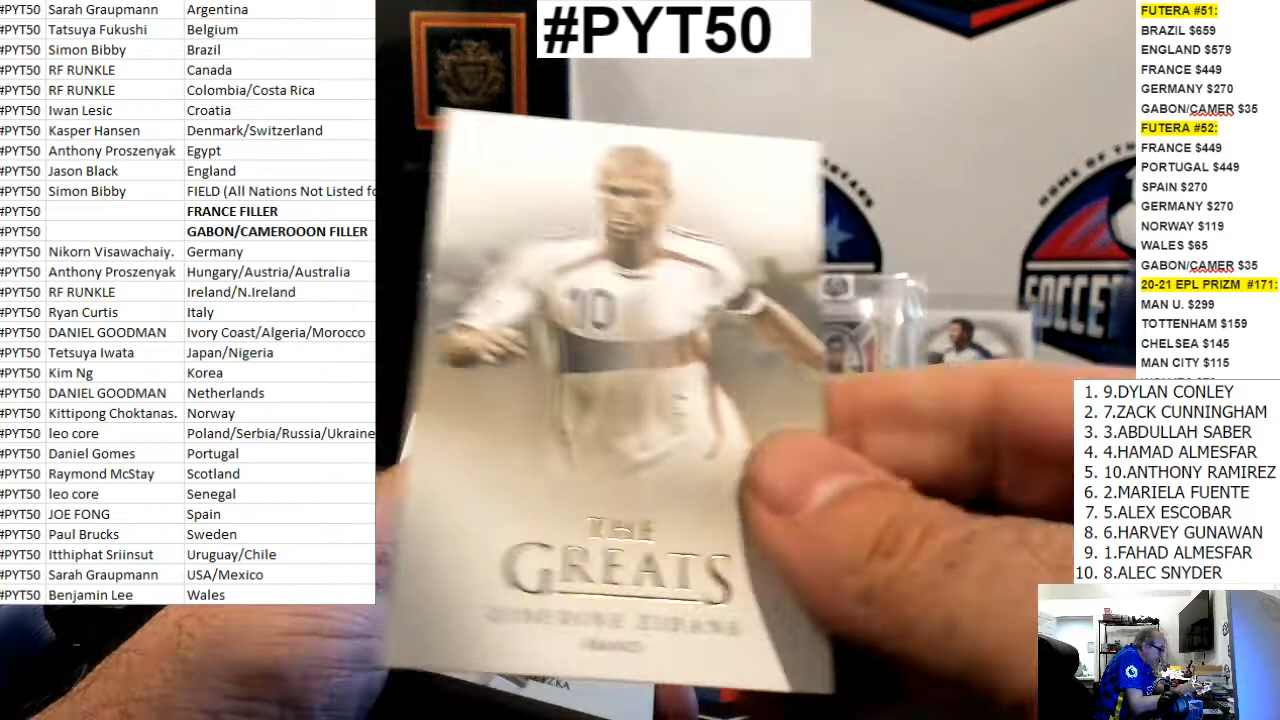 #PYT50 Sarah Graupmann Argentina
#PYT50 Tatsuya Fukushi Belgium
#PYT50 Simon Bibby Brazil
#PYT50 RF RUNKLE Canada
#PYT50 RF RUNKLE Colombia/Costa Rica
#PYT50 Iwan Lesic Croatia
#PYT50 Kasper Hansen Denmark/Switzerland
#PYT50 Anthony Proszenyak Egypt
#PYT50 Jason Black England
#PYT50 Simon Bibby FIELD (All Nations Not Listed fo
#PYT50 FRANCE FILLER
#PYT50 GABON/CAMEROOON FILLER
#PYT50 Nikorn Visawachaiy. Germany
#PYT50 Anthony Proszenyak Hungary/Austria/Australia
#PYT50 RF RUNKLE Ireland/N.Ireland
#PYT50 Ryan Curtis Italy
#PYT50 DANIEL GOODMAN Ivory Coast/Algeria/Morocco
#PYT50 Tetsuya Iwata Japan/Nigeria
#PYT50 Kim Ng Korea
#PYT50 DANIEL GOODMAN Netherlands
#PYT50 Kittipong Choktanas. Norway
#PYT50 leo core Poland/Serbia/Russia/Ukraine
#PYT50 Daniel Gomes Portugal
#PYT50 Raymond McStay Scotland
#PYT50 leo core Senegal
#PYT50 JOE FONG Spain
#PYT50 Paul Brucks Sweden
#PYT50 Itthiphat Sriinsut Uruguay/Chile
#PYT50 Sarah Graupmann USA/Mexico
#PYT50 Benjamin Lee Wales
#PYT50
10
THE
GREATS
ZINEDINE ZIDANE
HOME OF THE
SOCCER
FUTERA #51:
BRAZIL $659
ENGLAND $579
FRANCE $449
GERMANY $270
GABON/CAMER $35
FUTERA #52:
FRANCE $449
PORTUGAL $449
SPAIN $270
GERMANY $270
NORWAY $119
WALES $65
GABON/CAMER $35
20-21 EPL PRIZM #171:
MAN U. $299
TOTTENHAM $159
CHELSEA $145
MAN CITY $115
1. 9.DYLAN CONLEY
2. 7.ZACK CUNNINGHAM
3. 3.ABDULLAH SABER
4. 4.HAMAD ALMESFAR
5. 10.ANTHONY RAMIREZ
6. 2.MARIELA FUENTE
7. 5.ALEX ESCOBAR
8. 6.HARVEY GUNAWAN
9. 1.FAHAD ALMESFAR
10. 8.ALEC SNYDER